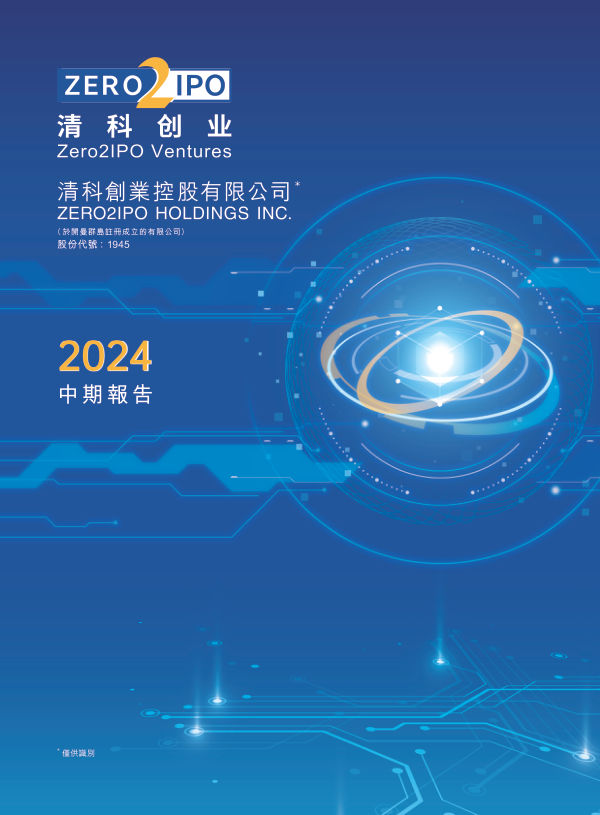 ZERO2IPO
清科创业
Zero2IPO Ventures
清科創業控股有限公司*
ZERO2IPO HOLDINGS INC.
（於開曼群島註冊成立的有限公司）
股份代號：1945
2024
中期報告
* 僅供識別